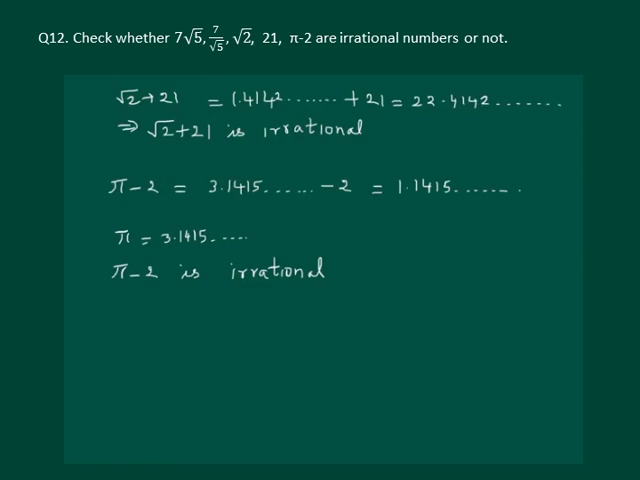 Q12. Check whether 7√5, 7/√5, √2, 21, π-2 are irrational numbers or not.
√2+21 = 1.4142....... + 21 = 22.4142.......
⇒ √2+21 is irrational
π-2 = 3.1415...... -2 = 1.1415.......
π = 3.1415.....
π-2 is irrational